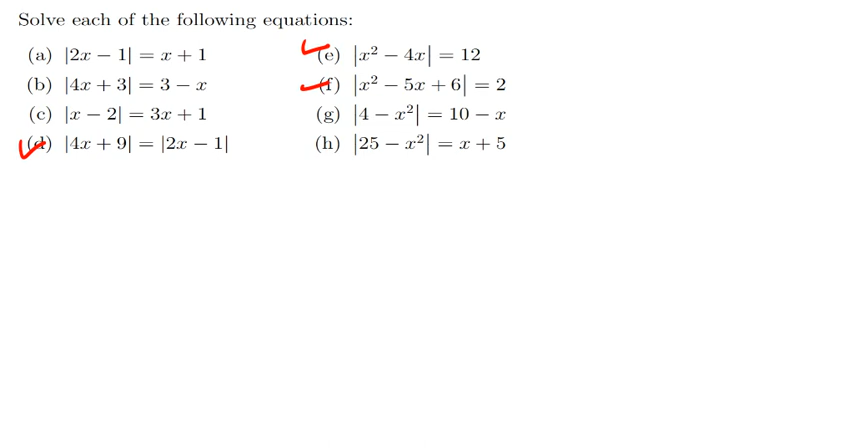 Solve each of the following equations:
(a) |2x − 1| = x + 1
(b) |4x + 3| = 3 − x
(c) |x − 2| = 3x + 1
(d) |4x + 9| = |2x − 1|
(e) |x² − 4x| = 12
(f) |x² − 5x + 6| = 2
(g) |4 − x²| = 10 − x
(h) |25 − x²| = x + 5